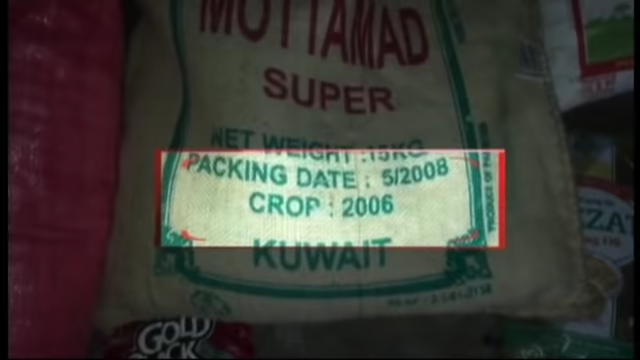 MOTTAMAD
SUPER
NET WEIGHT :15KG
PACKING DATE : 5/2008
CROP : 2006
KUWAIT
GOLD